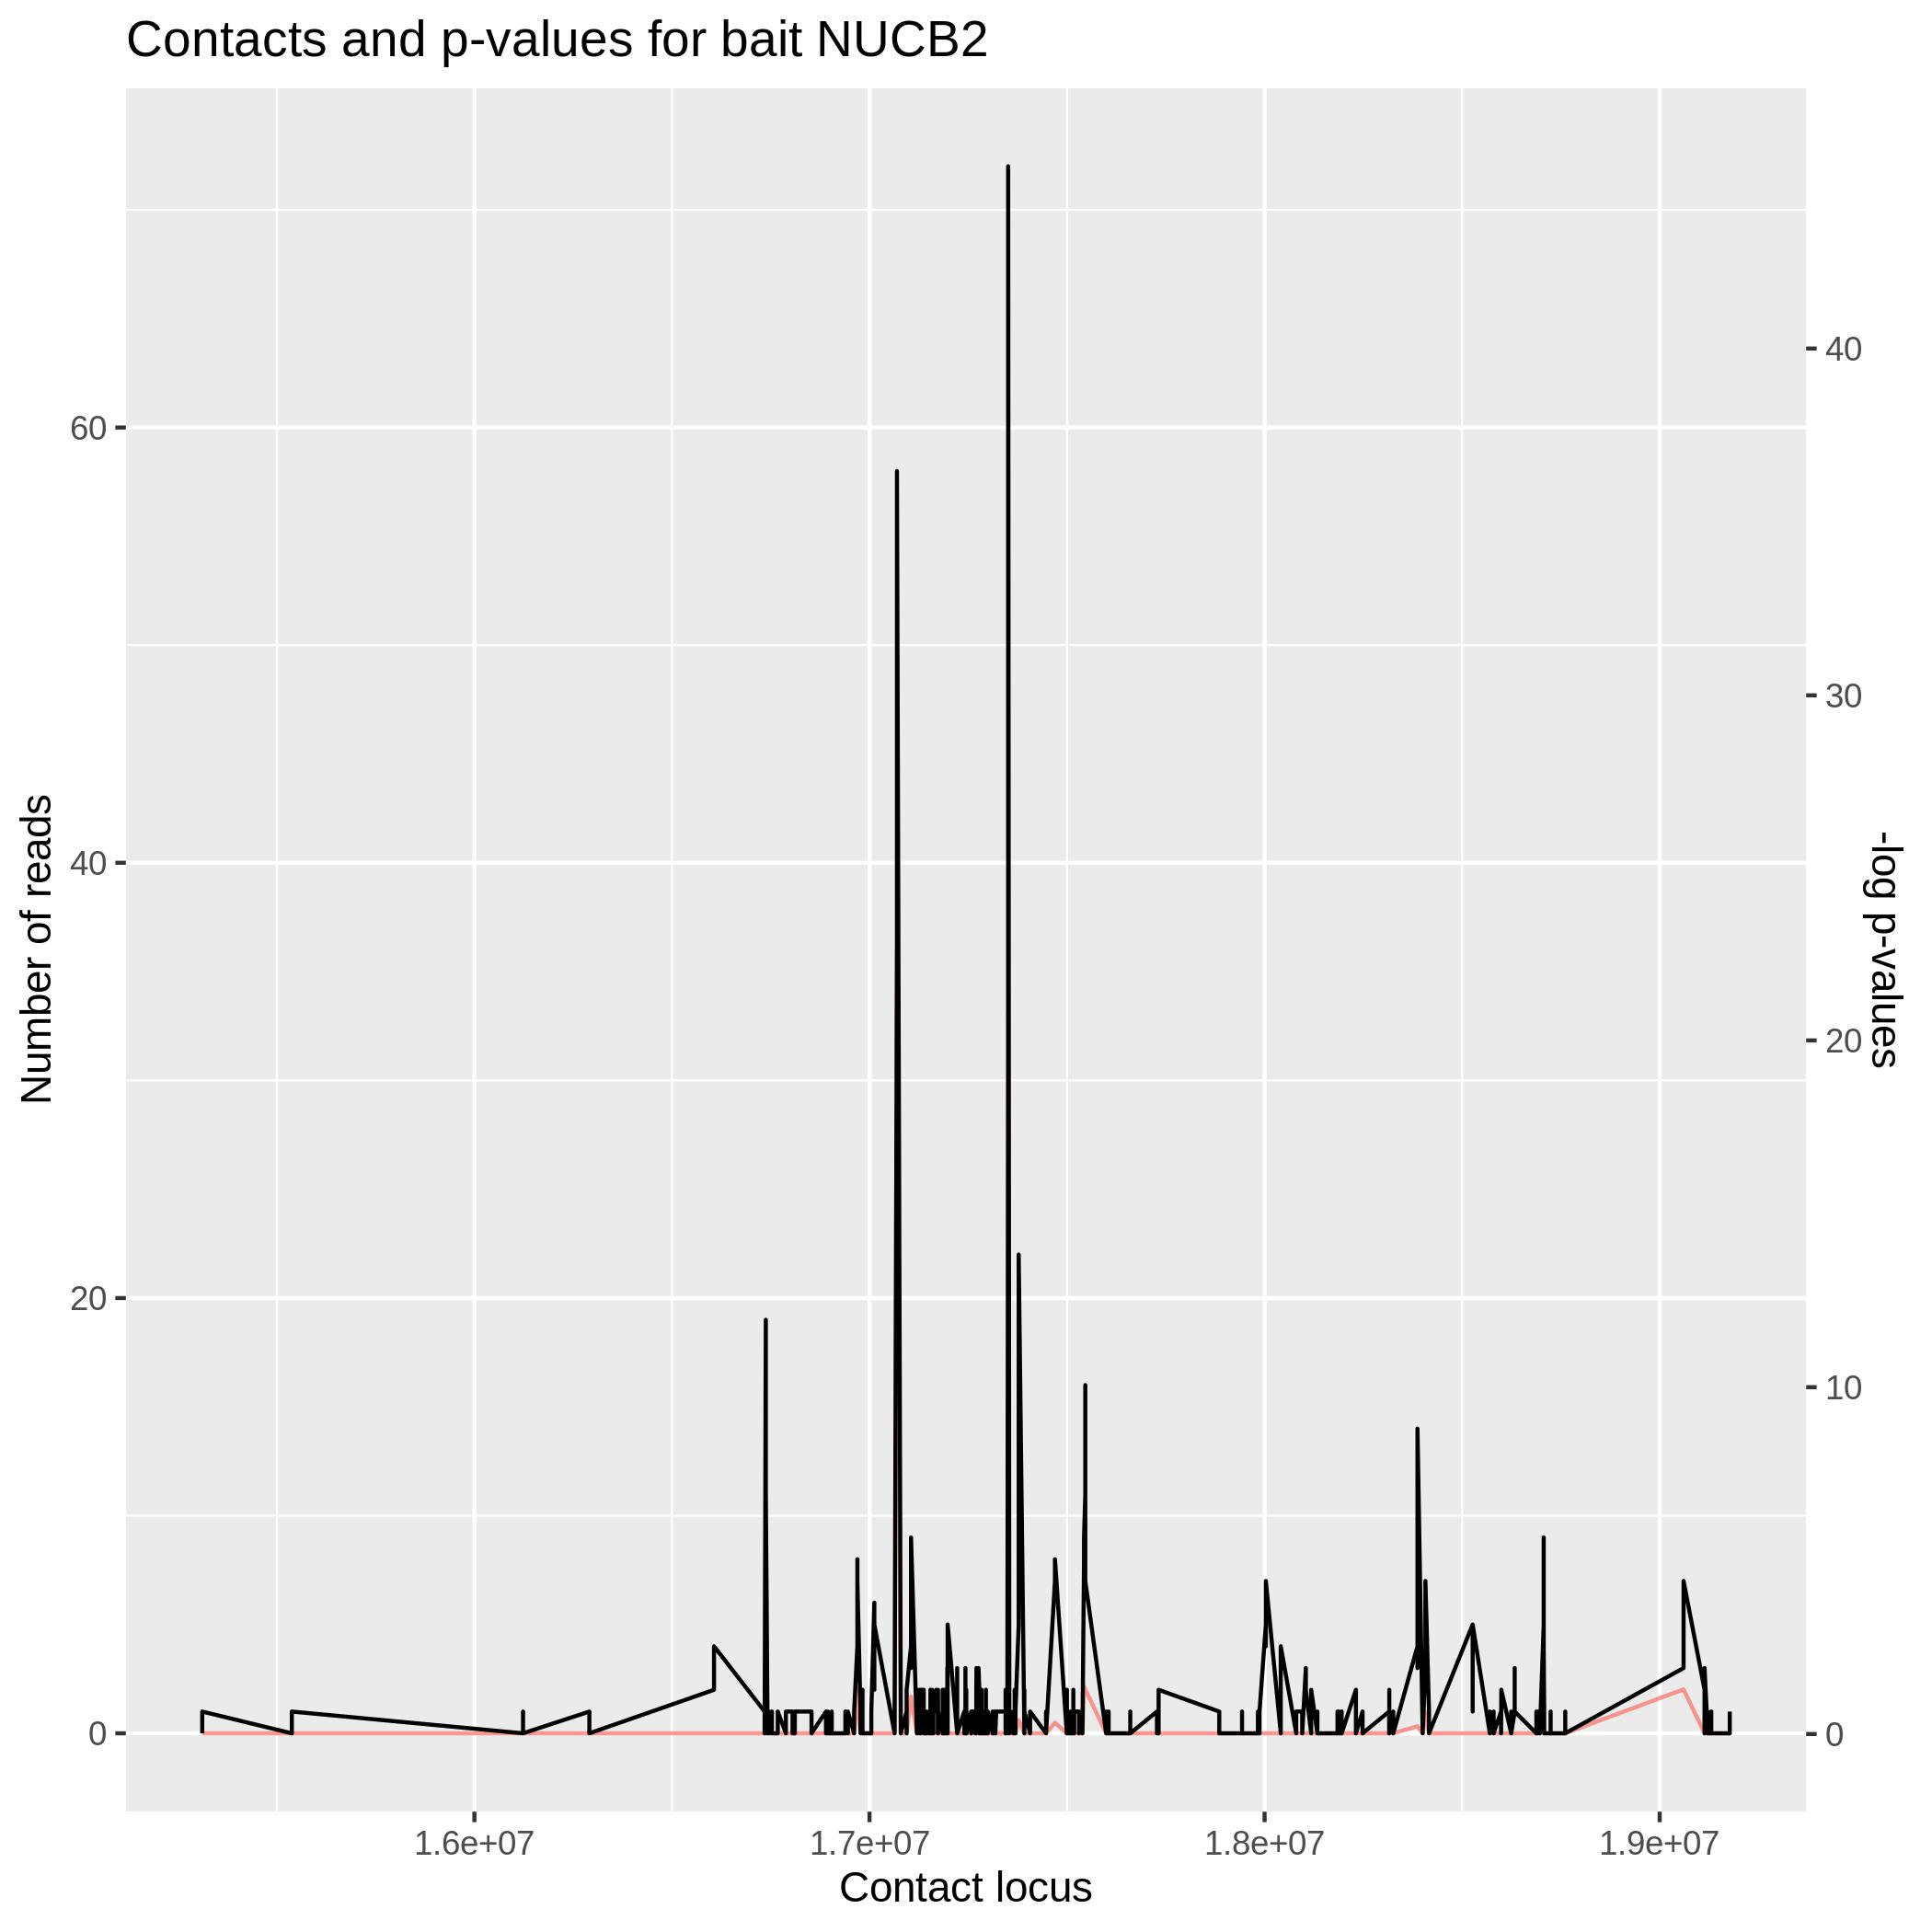 Contacts and p-values for bait NUCB2
Number of reads
60
40
20
0
40
30
20
10
0
-log p-values
1.6e+07
1.7e+07
1.8e+07
1.9e+07
Contact locus